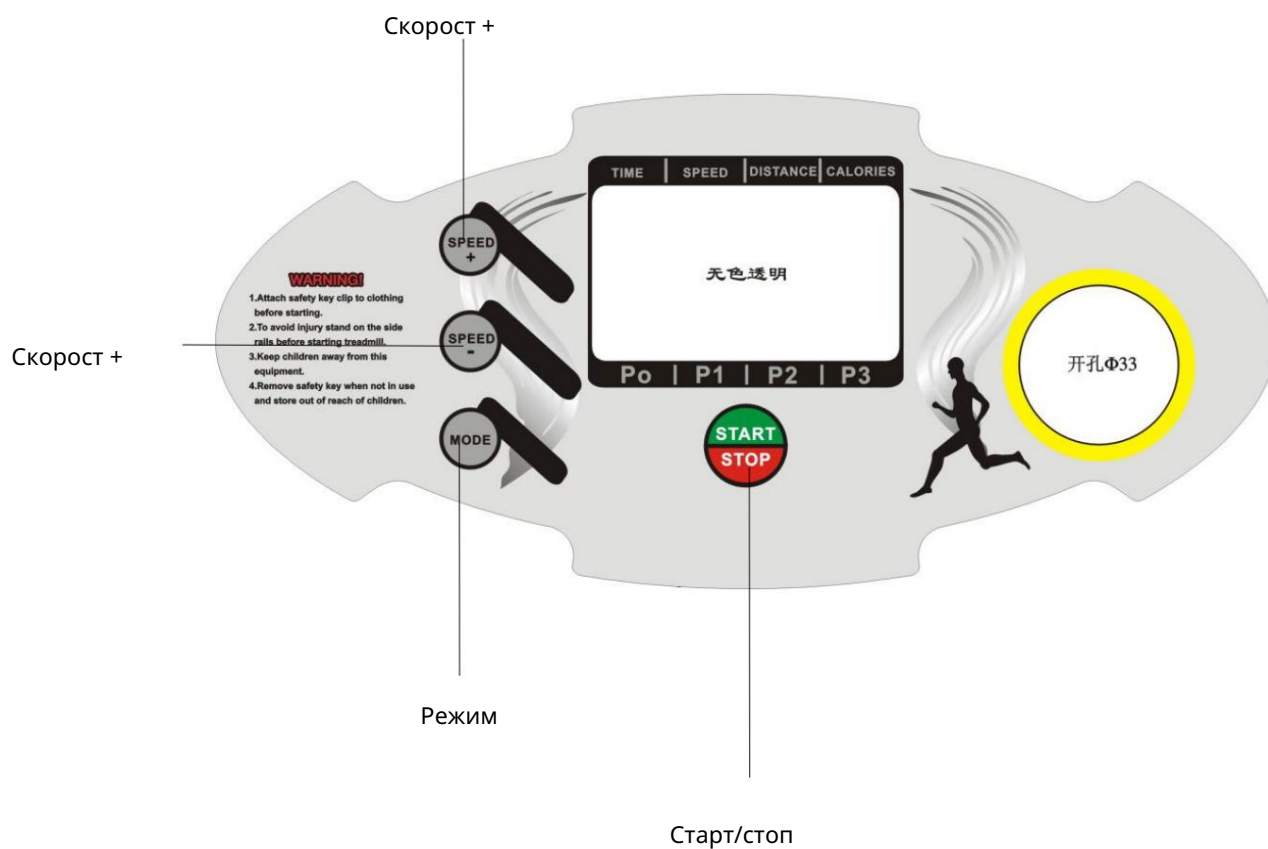 Скорост +
TIME | SPEED | DISTANCE | CALORIES
SPEED
+
无色透明
WARNING!
1.Attach safety key clip to clothing
before starting.
2.To avoid injury stand on the side
rails before starting treadmill.
3.Keep children away from this
equipment.
4.Remove safety key when not in use
and store out of reach of children.
SPEED
-
Скорост +
开孔Φ33
Po | P1 | P2 | P3
MODE
START
STOP
Режим
Старт/стоп